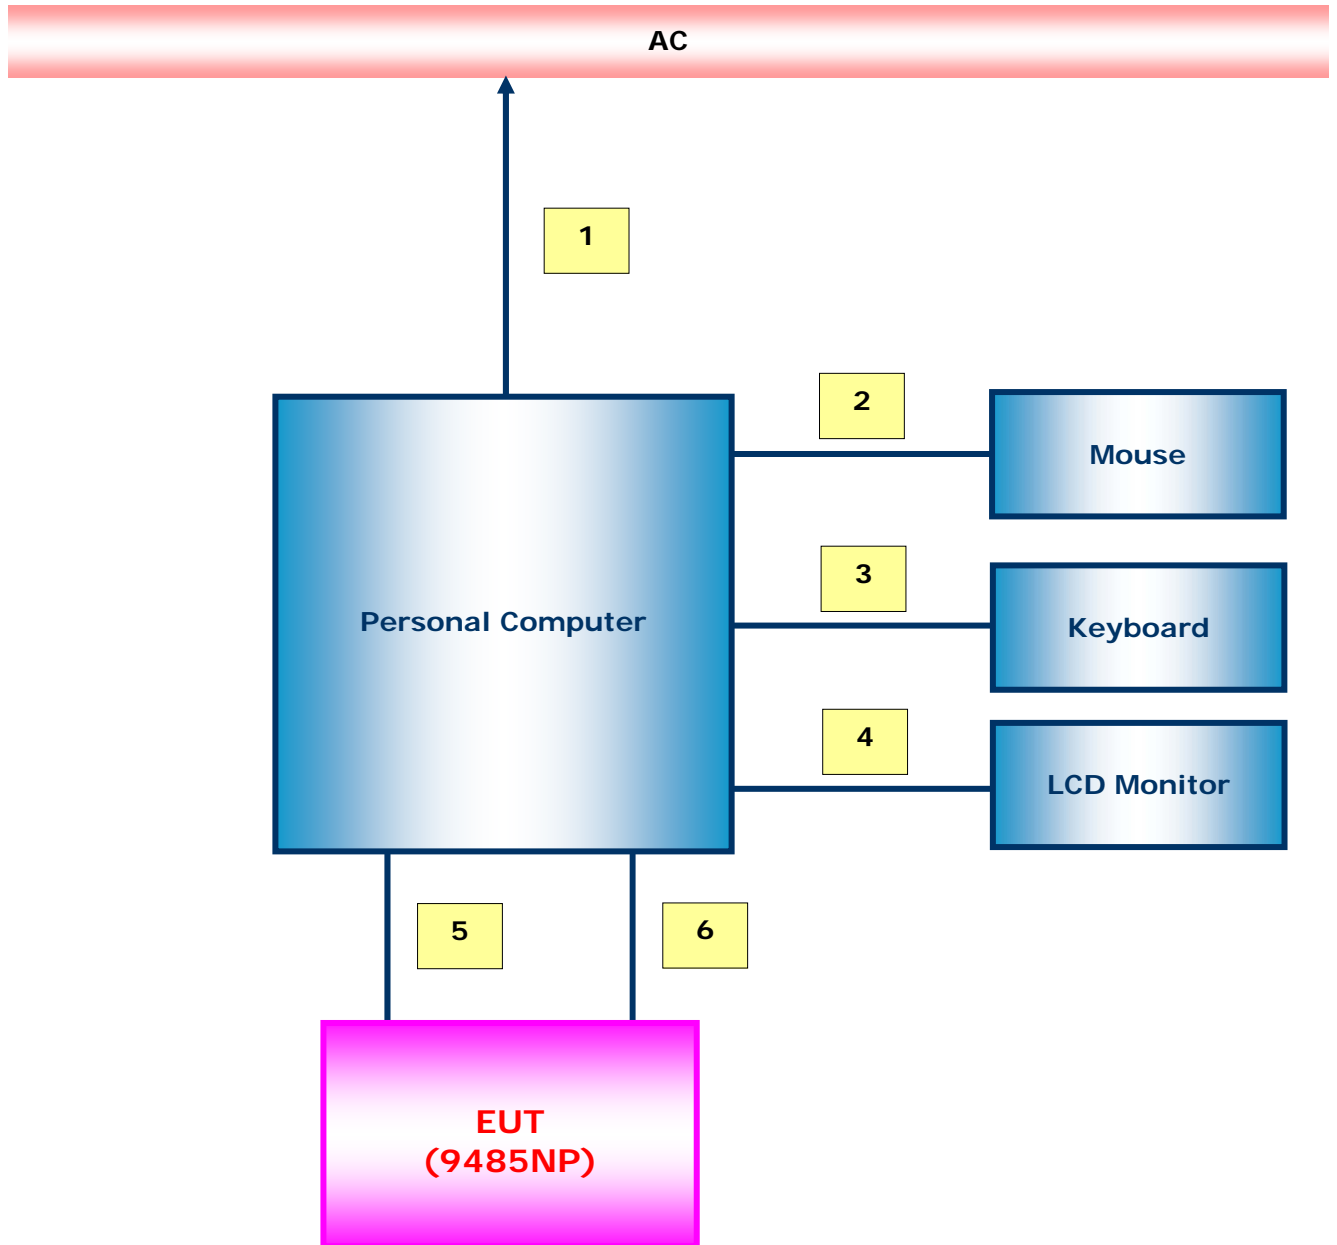 AC
1
2
Mouse
3
Keyboard
Personal Computer
4
LCD Monitor
5
6
EUT
(9485NP)